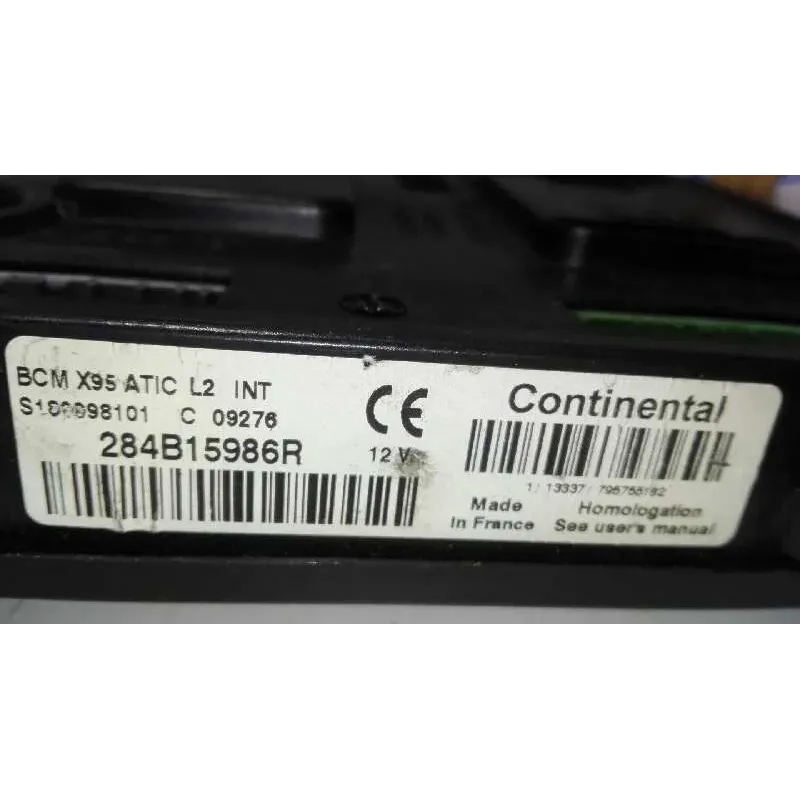 BCM X95 ATIC L2 INT
C 09276
284B15986R
CE
12 V
Continental
Made
In France
Homologation
See user's manual